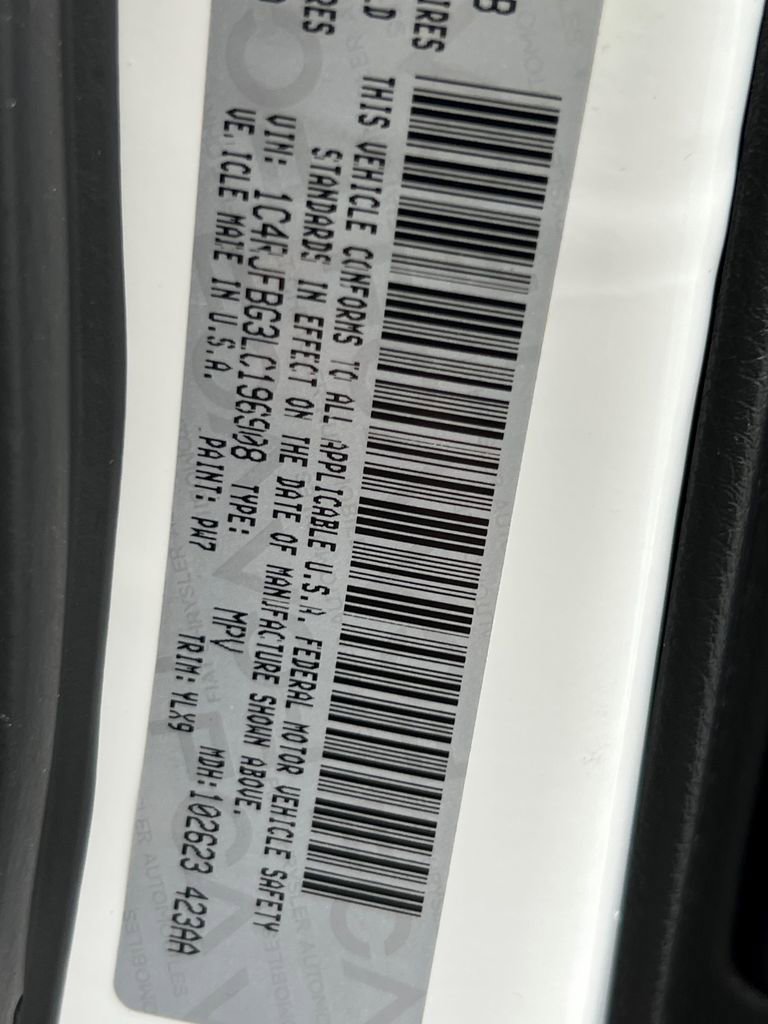 B
IRES
LD
RES
THIS VEHICLE CONFORMS TO ALL APPLICABLE U.S.A. FEDERAL MOTOR VEHICLE SAFETY
STANDARDS IN EFFECT ON THE DATE OF MANUFACTURE SHOWN ABOVE.
VIN: 1C4RJFBG3LC196908 TYPE: MPV MDH:102623 423AA
VEHICLE MADE IN U.S.A. PAINT: PW7 TRIM: YLX9